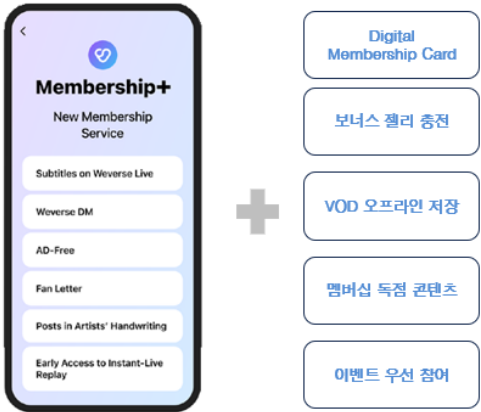 Membership+
New Membership
Service
Subtitles on Weverse Live
Weverse DM
AD-Free
Fan Letter
Posts in Artists' Handwriting
Early Access to Instant-Live
Replay
Digital
Membership Card
보너스 젤리 충전
VOD 오프라인 저장
멤버십 독점 콘텐츠
이벤트 우선 참여